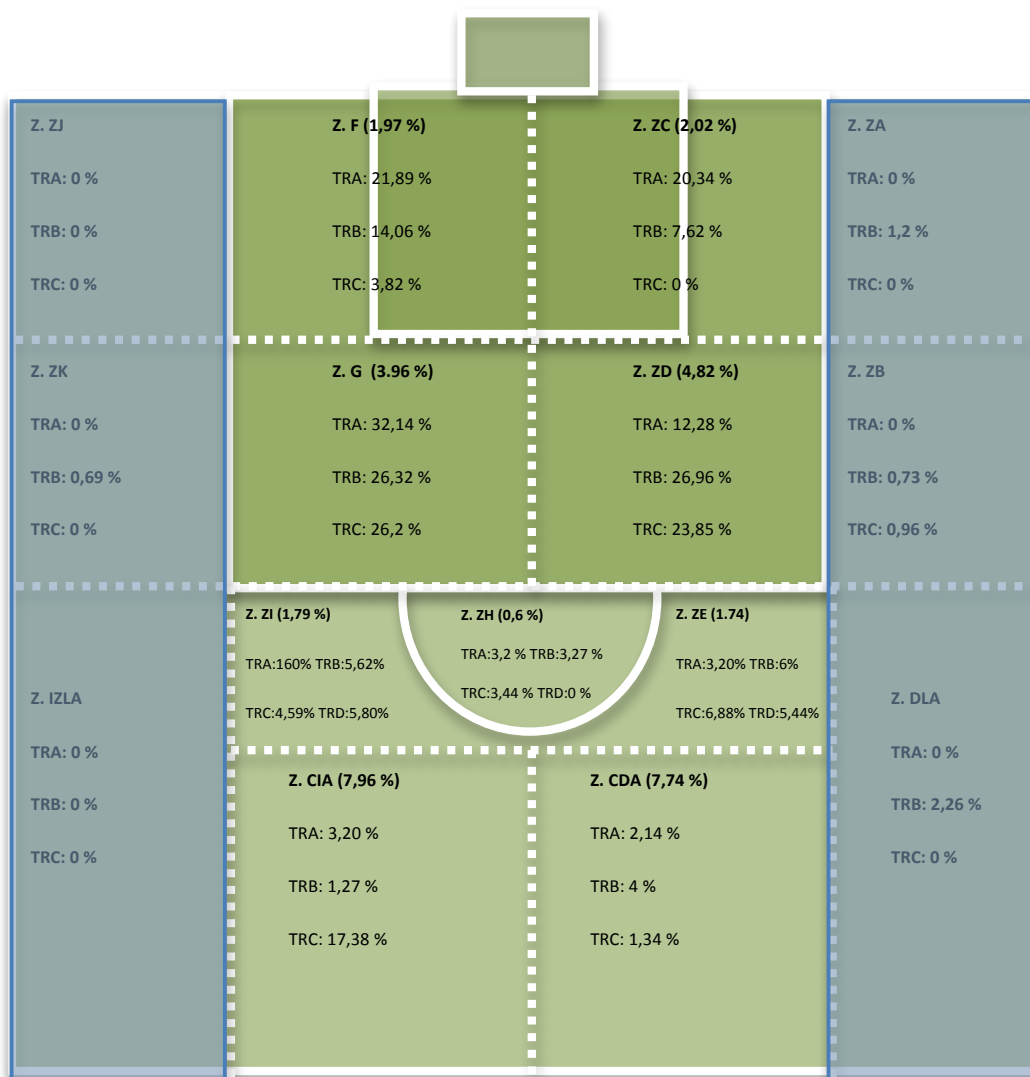 Z. ZJ
TRA: 0 %
TRB: 0 %
TRC: 0 %
Z. F (1,97 %)
TRA: 21,89 %
TRB: 14,06 %
TRC: 3,82 %
Z. ZC (2,02 %)
TRA: 20,34 %
TRB: 7,62 %
TRC: 0 %
Z. ZA
TRA: 0 %
TRB: 1,2 %
TRC: 0 %
Z. ZK
TRA: 0 %
TRB: 0,69 %
TRC: 0 %
Z. G (3.96 %)
TRA: 32,14 %
TRB: 26,32 %
TRC: 26,2 %
Z. ZD (4,82 %)
TRA: 12,28 %
TRB: 26,96 %
TRC: 23,85 %
Z. ZB
TRA: 0 %
TRB: 0,73 %
TRC: 0,96 %
Z. ZI (1,79 %)
TRA:160% TRB:5,62%
TRC:4,59% TRD:5,80%
Z. ZH (0,6 %)
TRA:3,2 % TRB:3,27 %
TRC:3,44 % TRD:0 %
Z. ZE (1.74)
TRA:3,20% TRB:6%
TRC:6,88% TRD:5,44%
Z. IZLA
TRA: 0 %
TRB: 0 %
TRC: 0 %
Z. CIA (7,96 %)
TRA: 3,20 %
TRB: 1,27 %
TRC: 17,38 %
Z. CDA (7,74 %)
TRA: 2,14 %
TRB: 4 %
TRC: 1,34 %
Z. DLA
TRA: 0 %
TRB: 2,26 %
TRC: 0 %